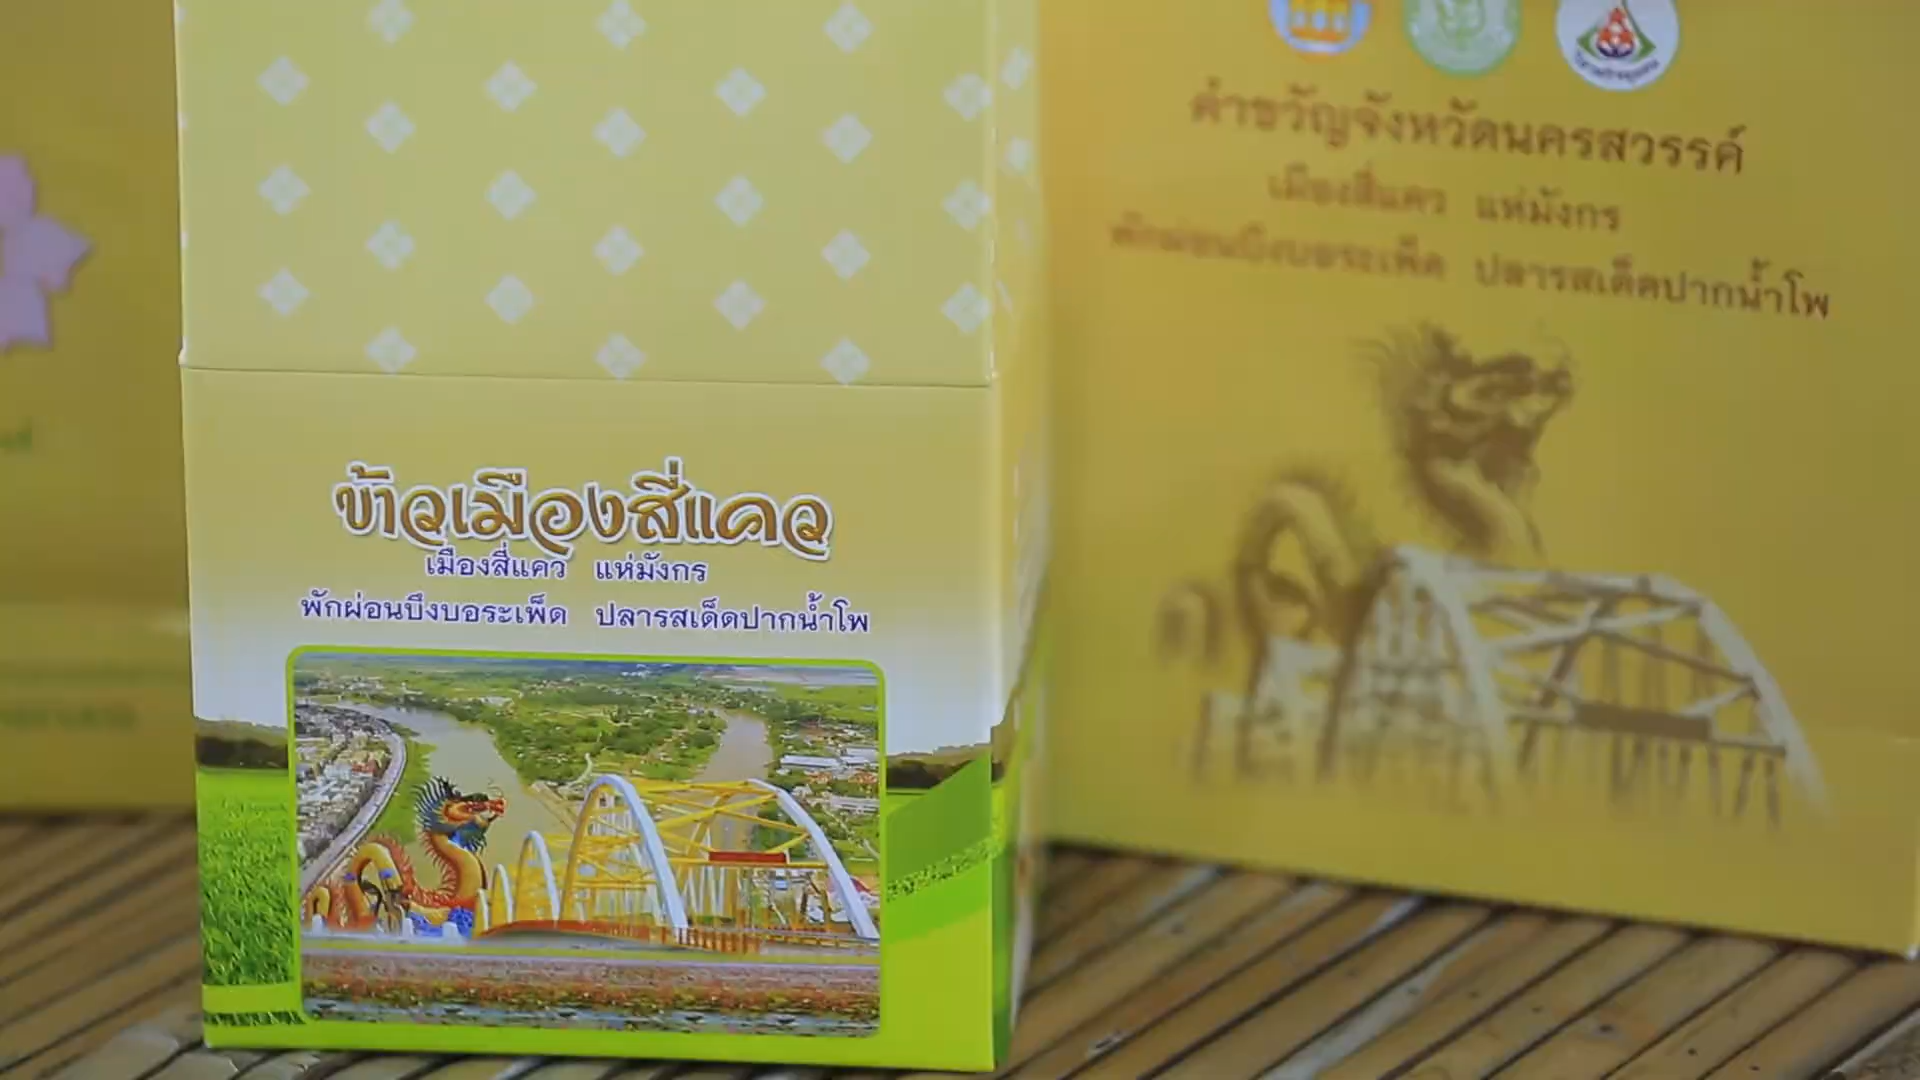 ข้าวเมืองสี่แคว
เมืองสี่แคว แห่มังกร
พักผ่อนบึงบอระเพ็ด ปลารสเด็ดปากน้ำโพ
คำขวัญจังหวัดนครสวรรค์
เมืองสี่แคว แห่มังกร
พักผ่อนบึงบอระเพ็ด ปลารสเด็ดปากน้ำโพ